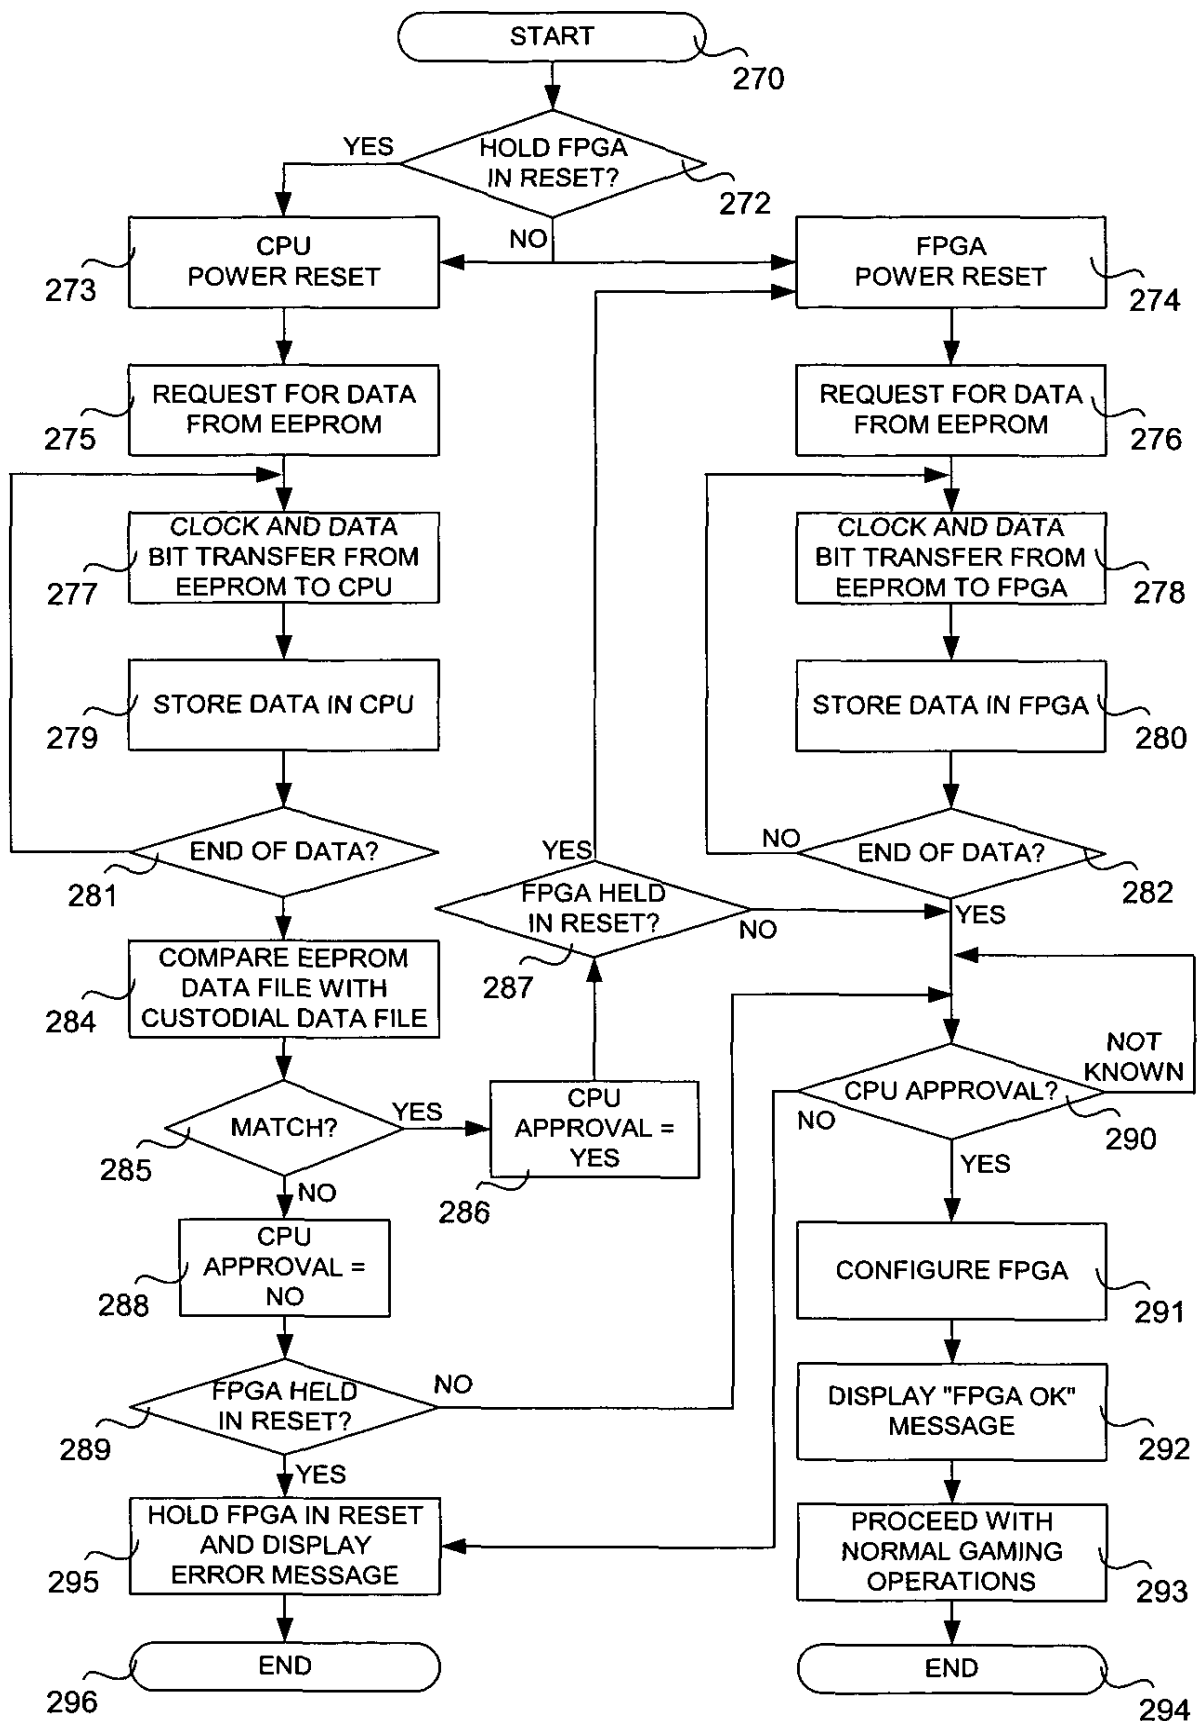 START
270
YES
HOLD FPGA
IN RESET?
272
NO
CPU
POWER RESET
273
FPGA
POWER RESET
274
REQUEST FOR DATA
FROM EEPROM
275
REQUEST FOR DATA
FROM EEPROM
276
CLOCK AND DATA
BIT TRANSFER FROM
EEPROM TO CPU
277
CLOCK AND DATA
BIT TRANSFER FROM
EEPROM TO FPGA
278
STORE DATA IN CPU
279
STORE DATA IN FPGA
280
END OF DATA?
281
NO
END OF DATA?
282
YES
YES
FPGA HELD
IN RESET?
NO
287
COMPARE EEPROM
DATA FILE WITH
CUSTODIAL DATA FILE
284
MATCH?
285
YES
CPU
APPROVAL =
YES
286
NOT
KNOWN
CPU APPROVAL?
NO
290
YES
NO
CPU
APPROVAL =
NO
288
CONFIGURE FPGA
291
FPGA HELD
IN RESET?
NO
289
YES
DISPLAY "FPGA OK"
MESSAGE
292
HOLD FPGA IN RESET
AND DISPLAY
ERROR MESSAGE
295
PROCEED WITH
NORMAL GAMING
OPERATIONS
293
END
296
END
294